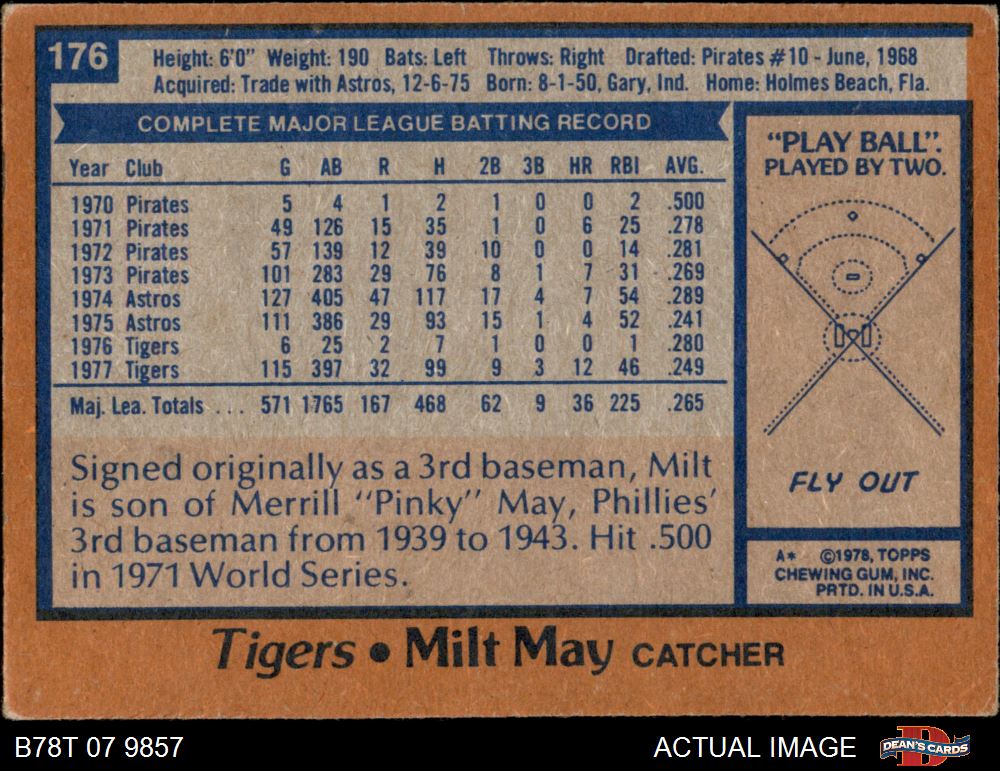 176
Height: 6'0" Weight: 190 Bats: Left Throws: Right Drafted: Pirates #10 - June, 1968
Acquired: Trade with Astros, 12-6-75 Born: 8-1-50, Gary, Ind. Home: Holmes Beach, Fla.
COMPLETE MAJOR LEAGUE BATTING RECORD
Year Club G AB R H 2B 3B HR RBI AVG.
1970 Pirates 5 4 1 2 1 0 0 2 .500
1971 Pirates 49 126 15 35 1 0 6 25 .278
1972 Pirates 57 139 12 39 10 0 0 14 .281
1973 Pirates 101 283 29 76 8 1 7 31 .269
1974 Astros 127 405 47 117 17 4 7 54 .289
1975 Astros 111 386 29 93 15 1 4 52 .241
1976 Tigers 6 25 2 7 1 0 0 1 .280
1977 Tigers 115 397 32 99 9 3 12 46 .249
Maj. Lea. Totals ... 571 1765 167 468 62 9 36 225 .265
Signed originally as a 3rd baseman, Milt
is son of Merrill "Pinky" May, Phillies'
3rd baseman from 1939 to 1943. Hit .500
in 1971 World Series.
"PLAY BALL".
PLAYED BY TWO.
FLY OUT
A* ©1978, TOPPS
CHEWING GUM, INC.
PRTD. IN U.S.A.
Tigers • Milt May CATCHER
B78T 07 9857
ACTUAL IMAGE
DEAN'S CARDS